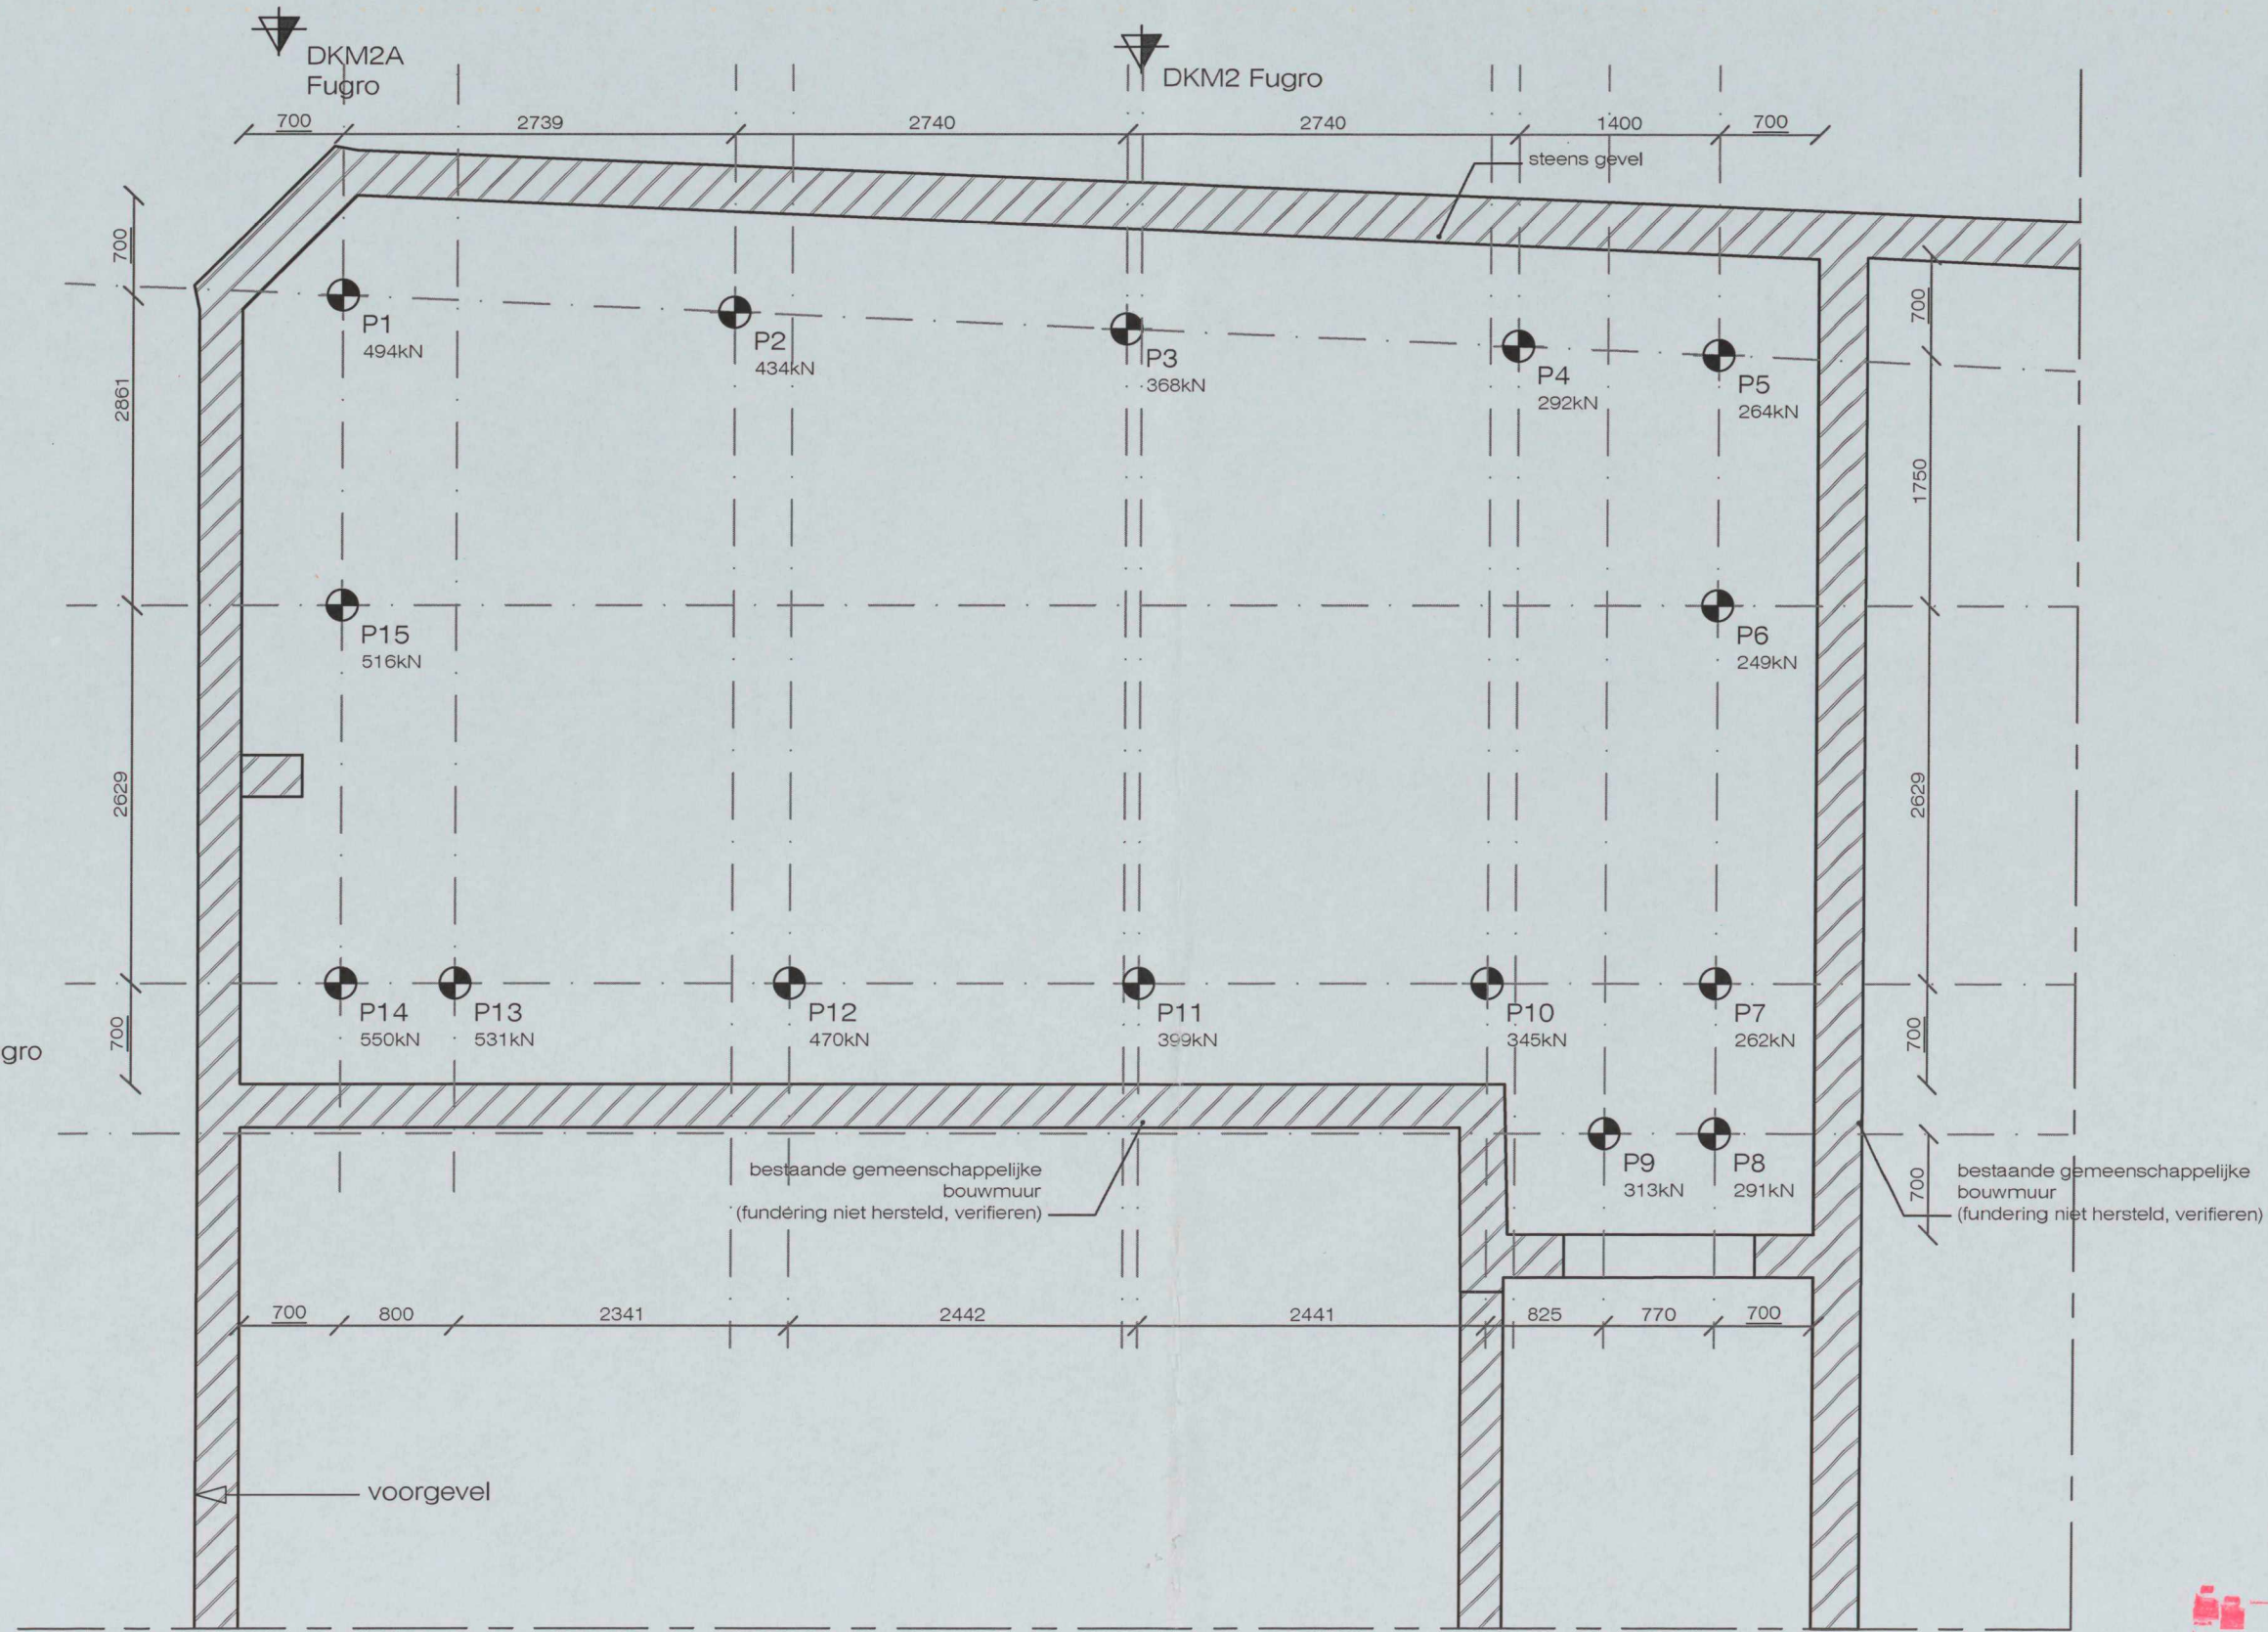 DKM2A
Fugro
DKM2 Fugro
700
2739
2740
2740
1400
700
steens gevel
700
2861
2629
700
700
1750
2629
700
700
P1
494kN
P2
434kN
P3
368kN
P4
292kN
P5
264kN
P15
516kN
P6
249kN
P14
550kN
P13
531kN
P12
470kN
P11
399kN
P10
345kN
P7
262kN
gro
P9
313kN
P8
291kN
bestaande gemeenschappelijke
bouwmuur
(fundering niet hersteld, verifieren)
bestaande gemeenschappelijke
bouwmuur
(fundering niet hersteld, verifieren)
700
800
2341
2442
2441
825
770
700
voorgevel